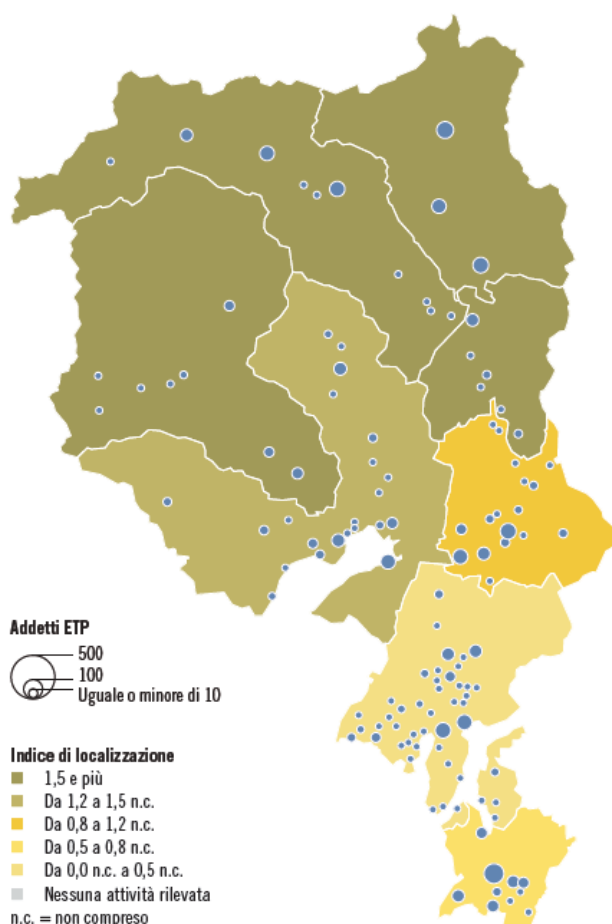 Addetti ETP
500
100
Uguale o minore di 10
Indice di localizzazione
1,5 e più
Da 1,2 a 1,5 n.c.
Da 0,8 a 1,2 n.c.
Da 0,5 a 0,8 n.c.
Da 0,0 n.c. a 0,5 n.c.
Nessuna attività rilevata
n.c. = non compreso